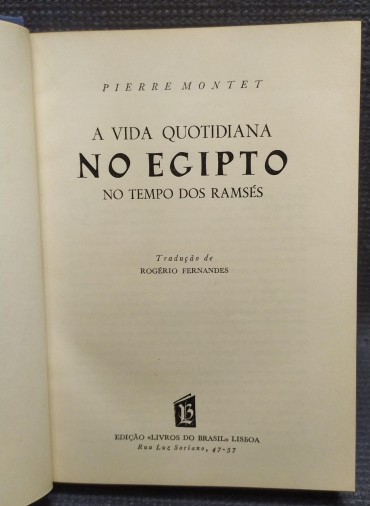 PIERRE MONTET
A VIDA QUOTIDIANA
NO EGIPTO
NO TEMPO DOS RAMSÉS
Tradução de
ROGÉRIO FERNANDES
LB
EDIÇÃO «LIVROS DO BRASIL» LISBOA
Rua Luz Soriano, 47-57